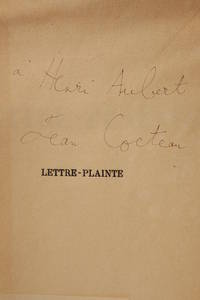 a' Henri Aubert
Jean Cocteau
LETTRE-PLAINTE